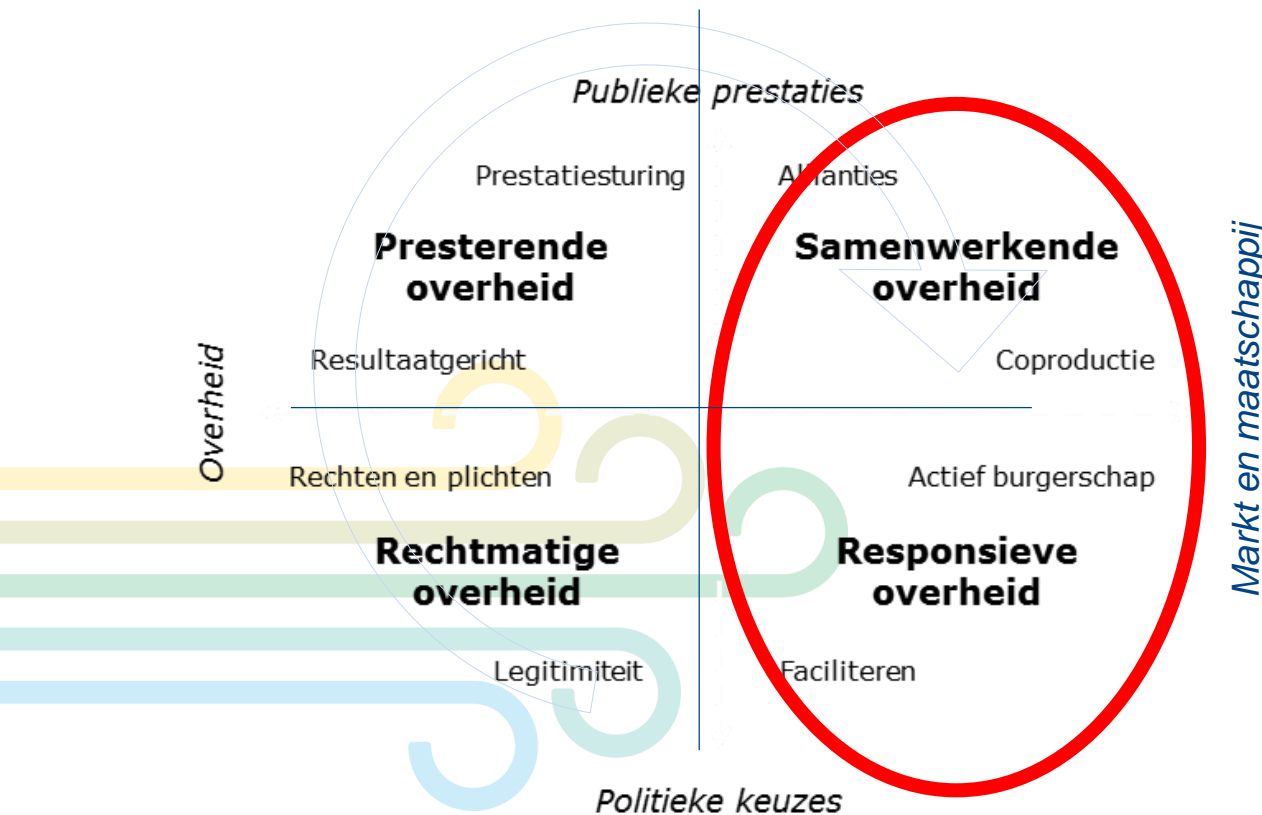 Publieke prestaties
Prestatiesturing
Allianties
Presterende
overheid
Samenwerkende
overheid
Resultaatgericht
Coproductie
Overheid
Markt en maatschappij
Rechten en plichten
Actief burgerschap
Rechtmatige
overheid
Responsieve
overheid
Legitimiteit
Faciliteren
Politieke keuzes